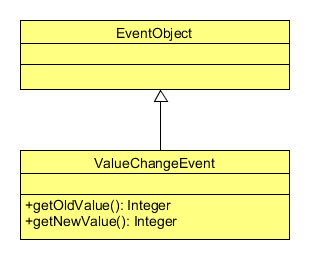 EventObject
ValueChangeEvent
+getOldValue(): Integer
+getNewValue(): Integer